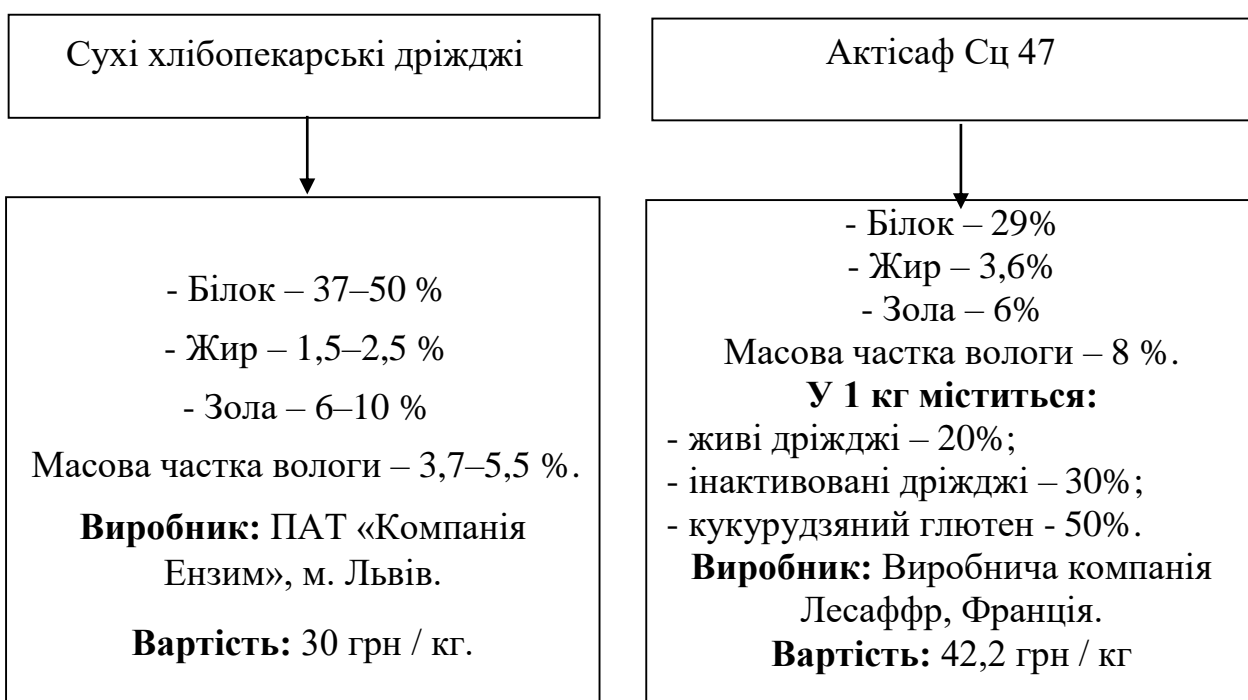 Сухі хлібопекарські дріжджі
Актісаф Сц 47
- Білок – 37–50 %
- Жир – 1,5–2,5 %
- Зола – 6–10 %
Масова частка вологи – 3,7–5,5 %.
Виробник: ПАТ «Компанія
Ензим», м. Львів.
Вартість: 30 грн / кг.
- Білок – 29%
- Жир – 3,6%
- Зола – 6%
Масова частка вологи – 8 %.
У 1 кг міститься:
- живі дріжджі – 20%;
- інактивовані дріжджі – 30%;
- кукурудзяний глютен - 50%.
Виробник: Виробнича компанія
Лесаффр, Франція.
Вартість: 42,2 грн / кг